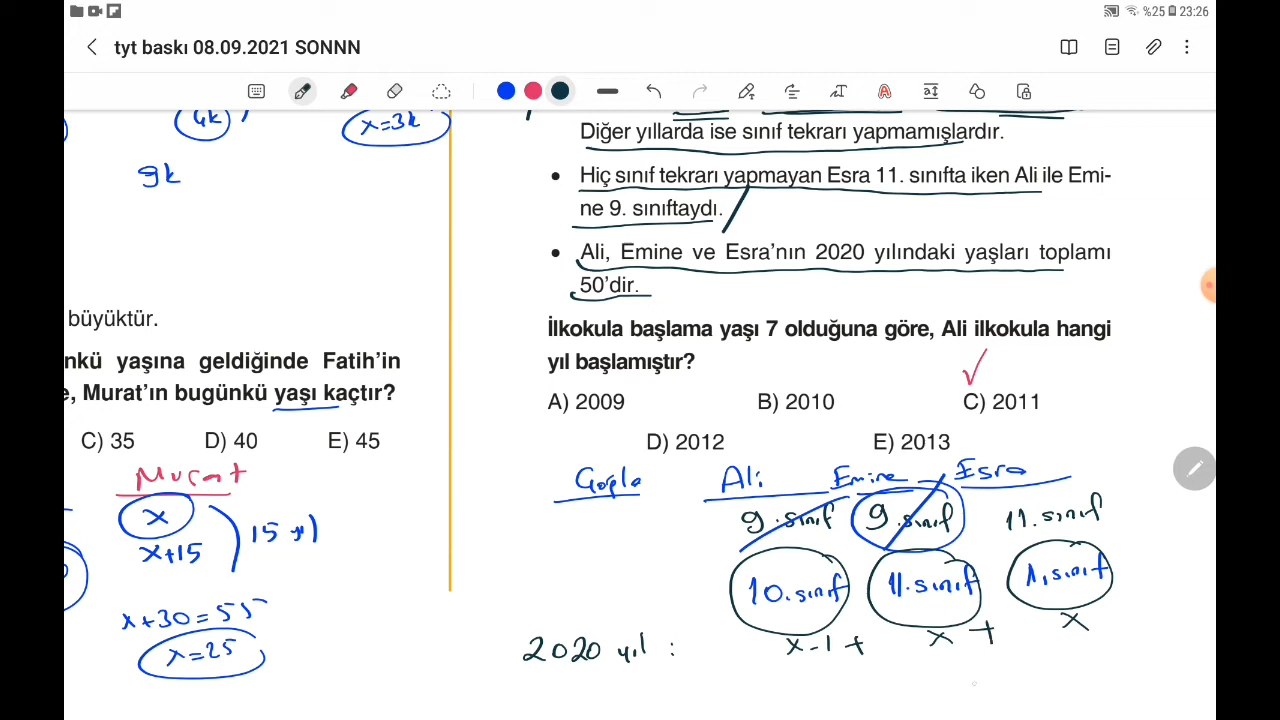 %25 23:26
tyt baskı 08.09.2021 SONNN
4k
x=3k
9k
büyüktür.
nkü yaşına geldiğinde Fatih'in
e, Murat'ın bugünkü yaşı kaçtır?
C) 35 D) 40 E) 45
Murat
x
x+15
15 yıl
x+30=55
x=25
Diğer yıllarda ise sınıf tekrarı yapmamışlardır.
• Hiç sınıf tekrarı yapmayan Esra 11. sınıfta iken Ali ile Emi-
ne 9. sınıftaydı.
• Ali, Emine ve Esra'nın 2020 yılındaki yaşları toplamı
50'dir.
İlkokula başlama yaşı 7 olduğuna göre, Ali ilkokula hangi
yıl başlamıştır?
A) 2009 B) 2010 C) 2011
D) 2012 E) 2013
Ali Emine Esra
9.sınıf 9.sınıf 11.sınıf
10.sınıf 11.sınıf 11.sınıf
2020 yıl : x-1 + x + x